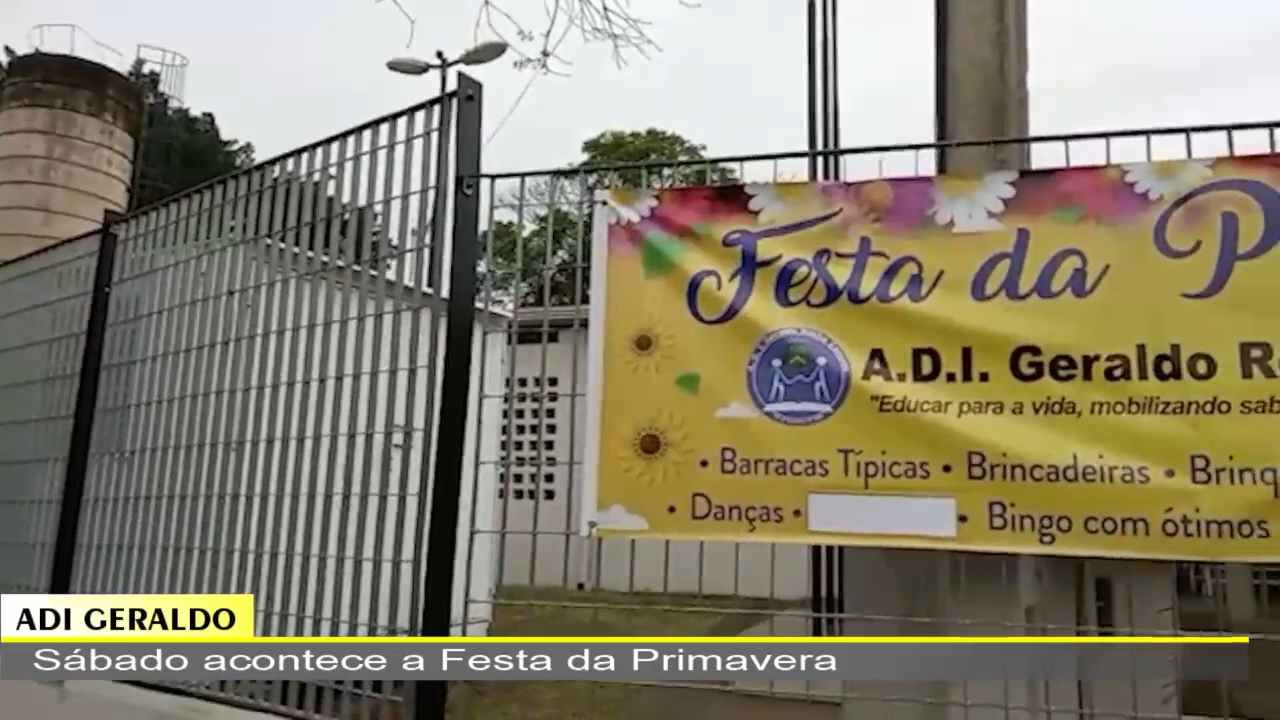 Festa da P
A.D.I. Geraldo R
"Educar para a vida, mobilizando sab
• Barracas Típicas • Brincadeiras • Brinq
• Danças • • Bingo com ótimos
ADI GERALDO
Sábado acontece a Festa da Primavera